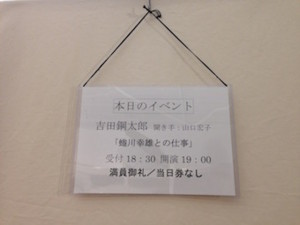 本日のイベント
吉田鋼太郎 聞き手：山口宏子
「蜷川幸雄との仕事」
受付 18：30 開演 19：00
満員御礼／当日券なし